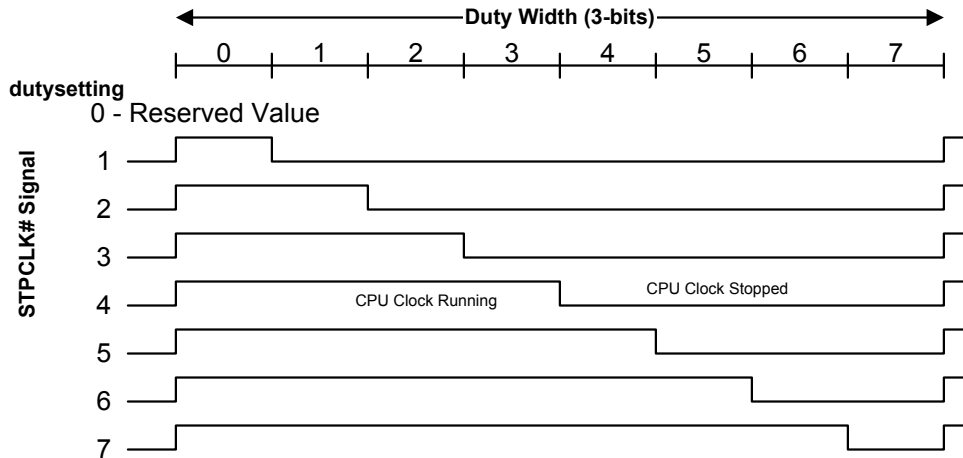 Duty Width (3-bits)
0 1 2 3 4 5 6 7
dutysetting
0 - Reserved Value
STPCLK# Signal
1
2
3
4
CPU Clock Running
CPU Clock Stopped
5
6
7